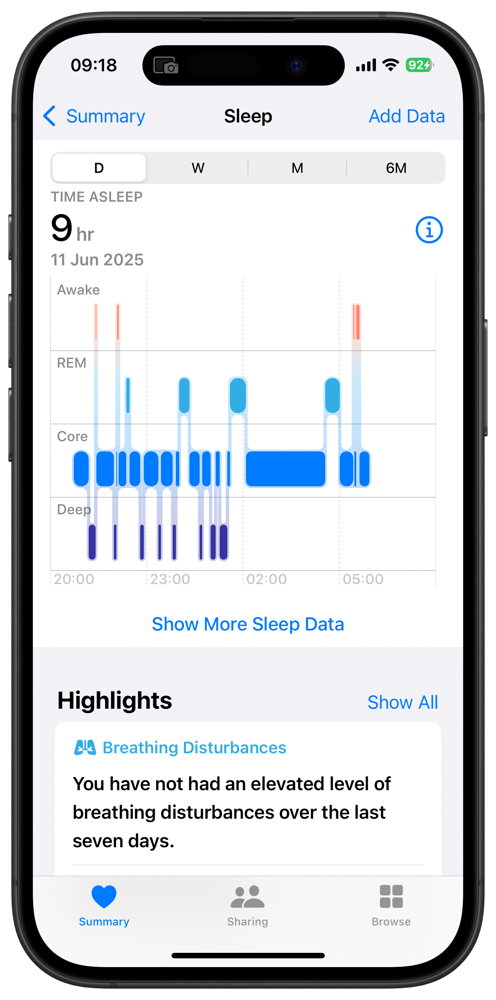 09:18
92
Summary
Sleep
Add Data
D
W
M
6M
TIME ASLEEP
9 hr
11 Jun 2025
Awake
REM
Core
Deep
20:00
23:00
02:00
05:00
Show More Sleep Data
Highlights
Show All
Breathing Disturbances
You have not had an elevated level of
breathing disturbances over the last
seven days.
Summary
Sharing
Browse